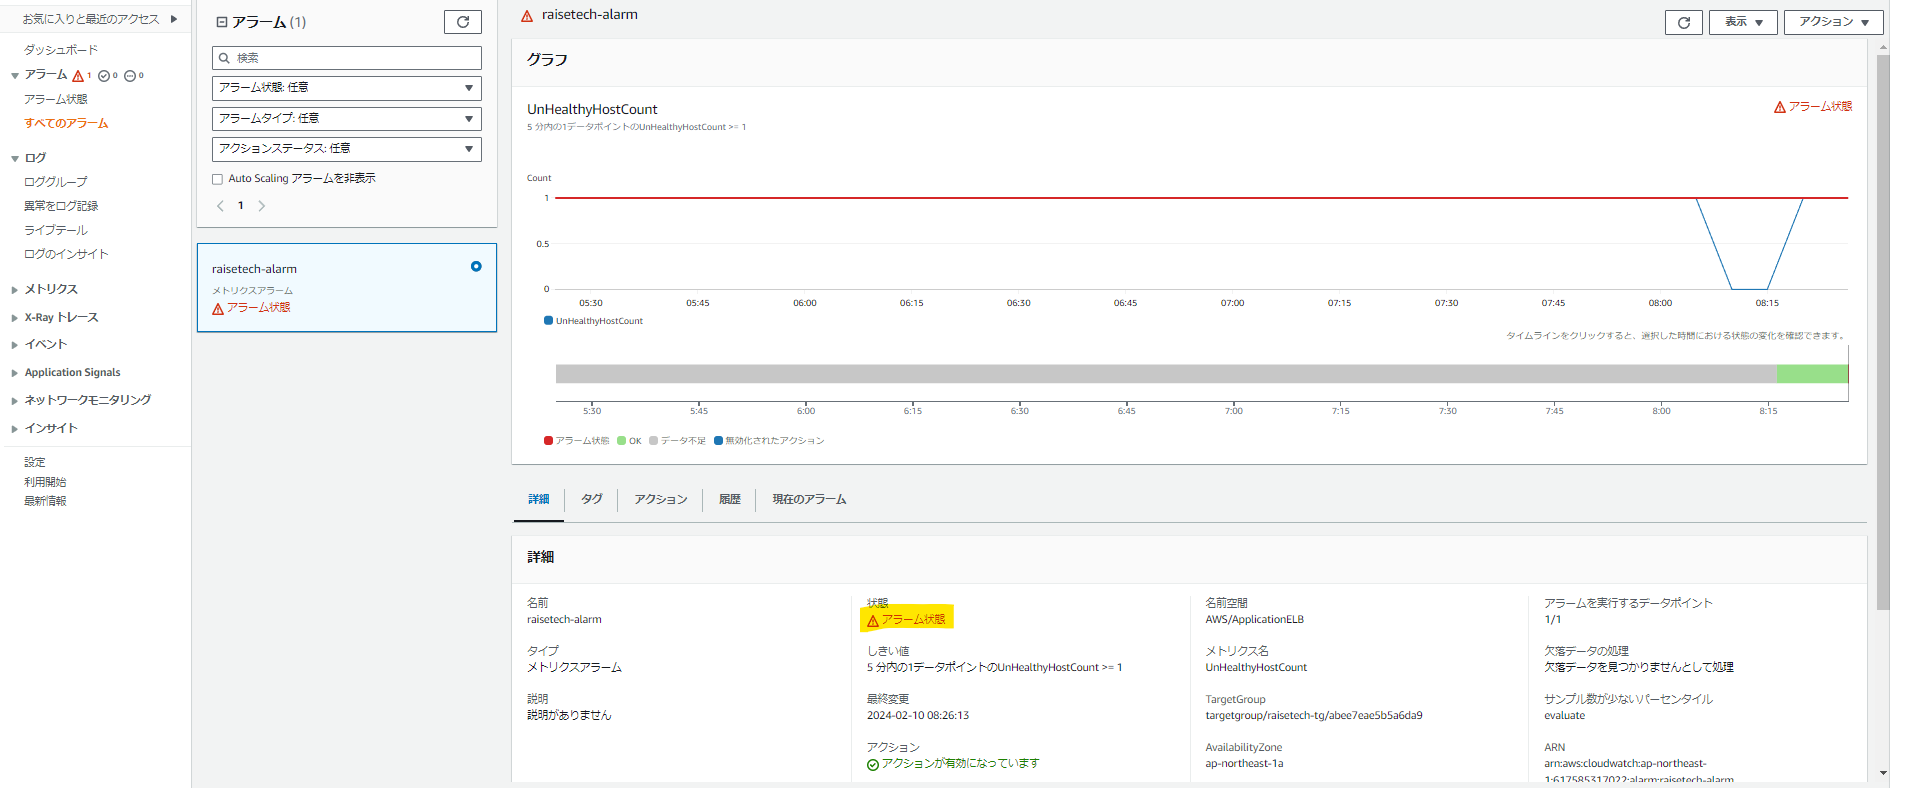 お気に入りと最近のアクセス
ダッシュボード
アラーム 1 0 0
アラーム状態
すべてのアラーム
ログ
ロググループ
異常をログ記録
ライブテール
ログのインサイト
メトリクス
X-Ray トレース
イベント
Application Signals
ネットワークモニタリング
インサイト
設定
利用開始
最新情報
アラーム (1)
検索
アラーム状態: 任意
アラームタイプ: 任意
アクションステータス: 任意
Auto Scaling アラームを非表示
1
raisetech-alarm
メトリクスアラーム
アラーム状態
raisetech-alarm
表示
アクション
グラフ
UnHealthyHostCount
アラーム状態
5 分内の1データポイントのUnHealthyHostCount >= 1
Count
1
0.5
0
05:30 05:45 06:00 06:15 06:30 06:45 07:00 07:15 07:30 07:45 08:00 08:15
UnHealthyHostCount
タイムラインをクリックすると、選択した時間における状態の変化を確認できます。
5:30 5:45 6:00 6:15 6:30 6:45 7:00 7:15 7:30 7:45 8:00 8:15
アラーム状態 OK データ不足 無効化されたアクション
詳細 タグ アクション 履歴 現在のアラーム
詳細
名前
raisetech-alarm
タイプ
メトリクスアラーム
説明
説明がありません
状態
アラーム状態
しきい値
5 分内の1データポイントのUnHealthyHostCount >= 1
最終変更
2024-02-10 08:26:13
アクション
アクションが有効になっています
名前空間
AWS/ApplicationELB
メトリクス名
UnHealthyHostCount
TargetGroup
targetgroup/raisetech-tg/abee7eae5b5a6da9
AvailabilityZone
ap-northeast-1a
アラームを実行するデータポイント
1/1
欠落データの処理
欠落データを見つかりませんとして処理
サンプル数が少ないパーセンタイル
evaluate
ARN
arn:aws:cloudwatch:ap-northeast-
1:617585317022:alarm:raisetech-alarm